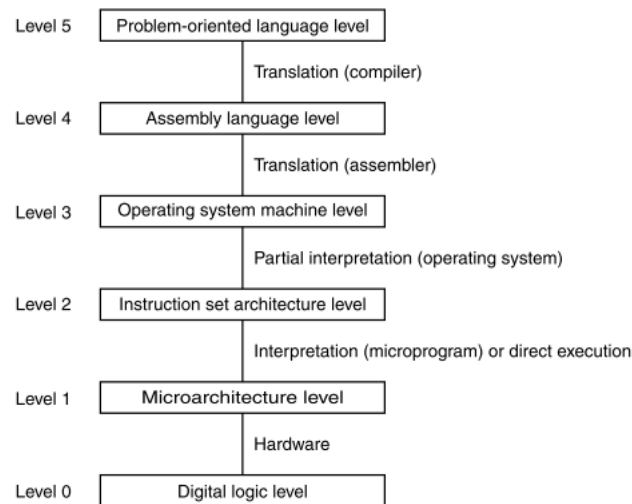 Level 5 Problem-oriented language level
Translation (compiler)
Level 4 Assembly language level
Translation (assembler)
Level 3 Operating system machine level
Partial interpretation (operating system)
Level 2 Instruction set architecture level
Interpretation (microprogram) or direct execution
Level 1 Microarchitecture level
Hardware
Level 0 Digital logic level